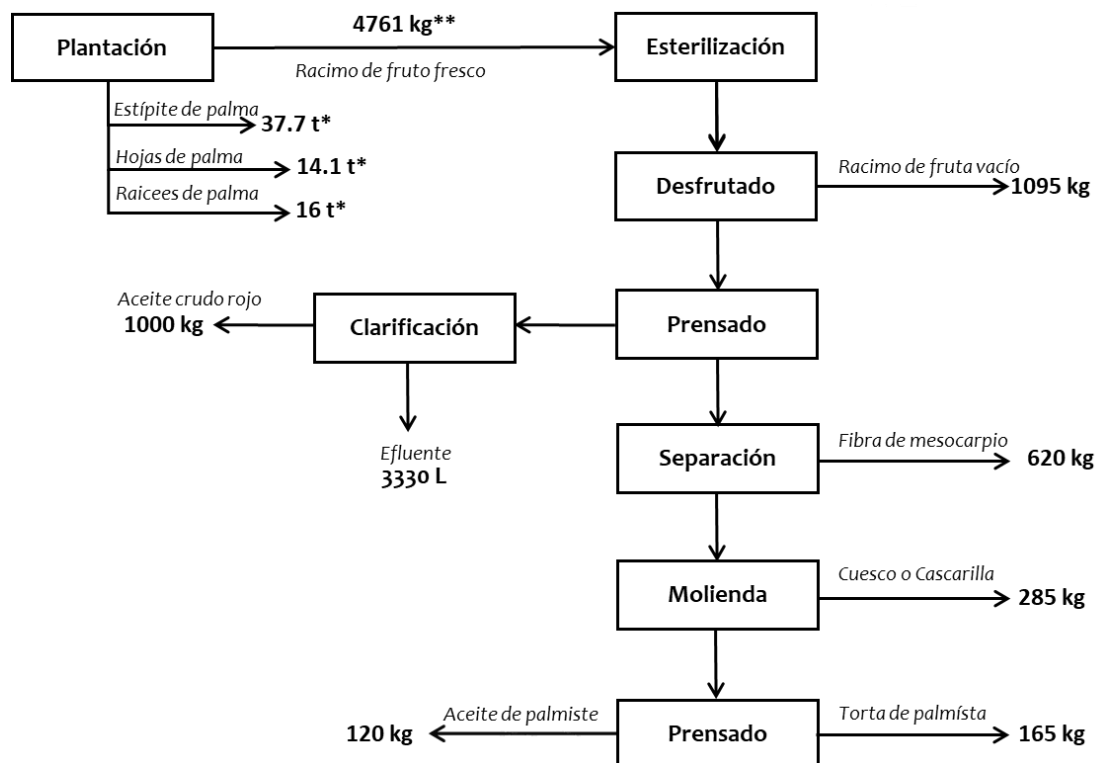 Plantación
4761 kg**
Racimo de fruto fresco
Esterilización
Estípite de palma
37.7 t*
Hojas de palma
14.1 t*
Raicees de palma
16 t*
Desfrutado
Racimo de fruta vacío
1095 kg
Aceite crudo rojo
1000 kg
Clarificación
Prensado
Efluente
3330 L
Separación
Fibra de mesocarpio
620 kg
Molienda
Cuesco o Cascarilla
285 kg
Aceite de palmiste
120 kg
Prensado
Torta de palmísta
165 kg